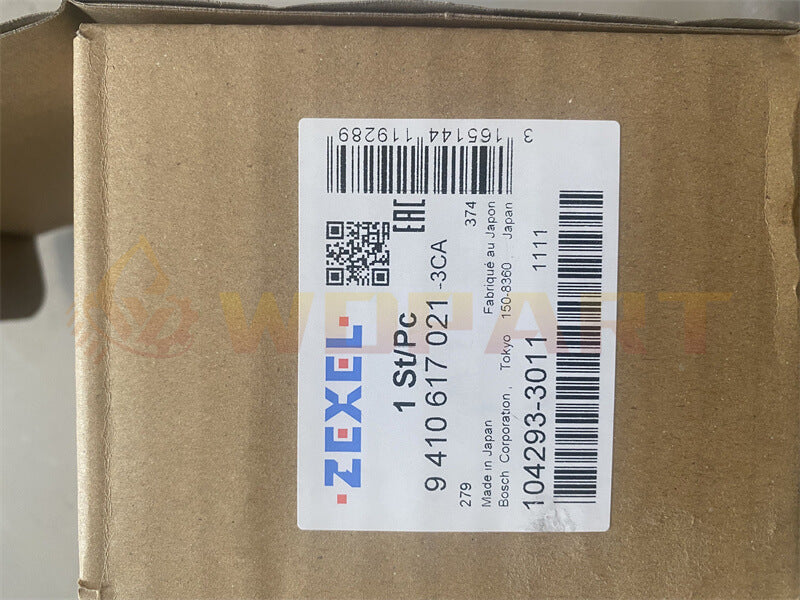 ZEXEL
1 St/Pc
9 410 617 021 -3CA
279
374
Made in Japan
Fabriqué au Japon
Bosch Corporation , Tokyo 150-8360 , Japan
104293-3011
1111
EAC
3 165144 119289
WOPART